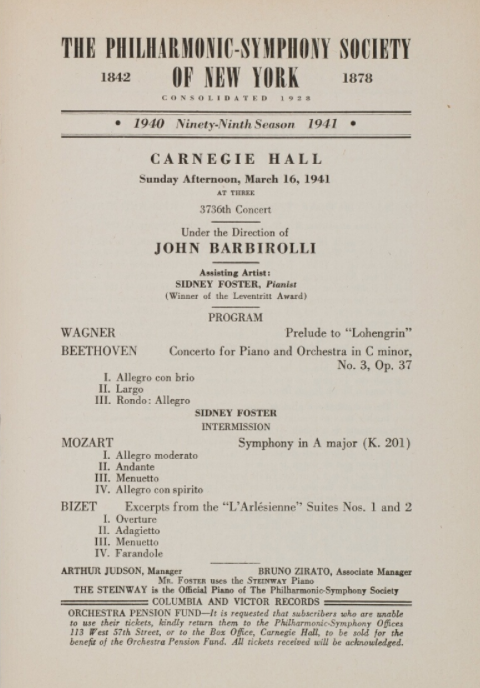 THE PHILHARMONIC-SYMPHONY SOCIETY
1842 OF NEW YORK 1878
CONSOLIDATED 1928
• 1940 Ninety-Ninth Season 1941 •
CARNEGIE HALL
Sunday Afternoon, March 16, 1941
AT THREE
3736th Concert
Under the Direction of
JOHN BARBIROLLI
Assisting Artist:
SIDNEY FOSTER, Pianist
(Winner of the Leventritt Award)
PROGRAM
WAGNER Prelude to "Lohengrin"
BEETHOVEN Concerto for Piano and Orchestra in C minor,
No. 3, Op. 37
I. Allegro con brio
II. Largo
III. Rondo: Allegro
SIDNEY FOSTER
INTERMISSION
MOZART Symphony in A major (K. 201)
I. Allegro moderato
II. Andante
III. Menuetto
IV. Allegro con spirito
BIZET Excerpts from the "L'Arlésienne" Suites Nos. 1 and 2
I. Overture
II. Adagietto
III. Menuetto
IV. Farandole
ARTHUR JUDSON, Manager BRUNO ZIRATO, Associate Manager
MR. FOSTER uses the STEINWAY Piano
THE STEINWAY is the Official Piano of The Philharmonic-Symphony Society
COLUMBIA AND VICTOR RECORDS
ORCHESTRA PENSION FUND—It is requested that subscribers who are unable
to use their tickets, kindly return them to the Philharmonic-Symphony Offices
113 West 57th Street, or to the Box Office, Carnegie Hall, to be sold for the
benefit of the Orchestra Pension Fund. All tickets received will be acknowledged.